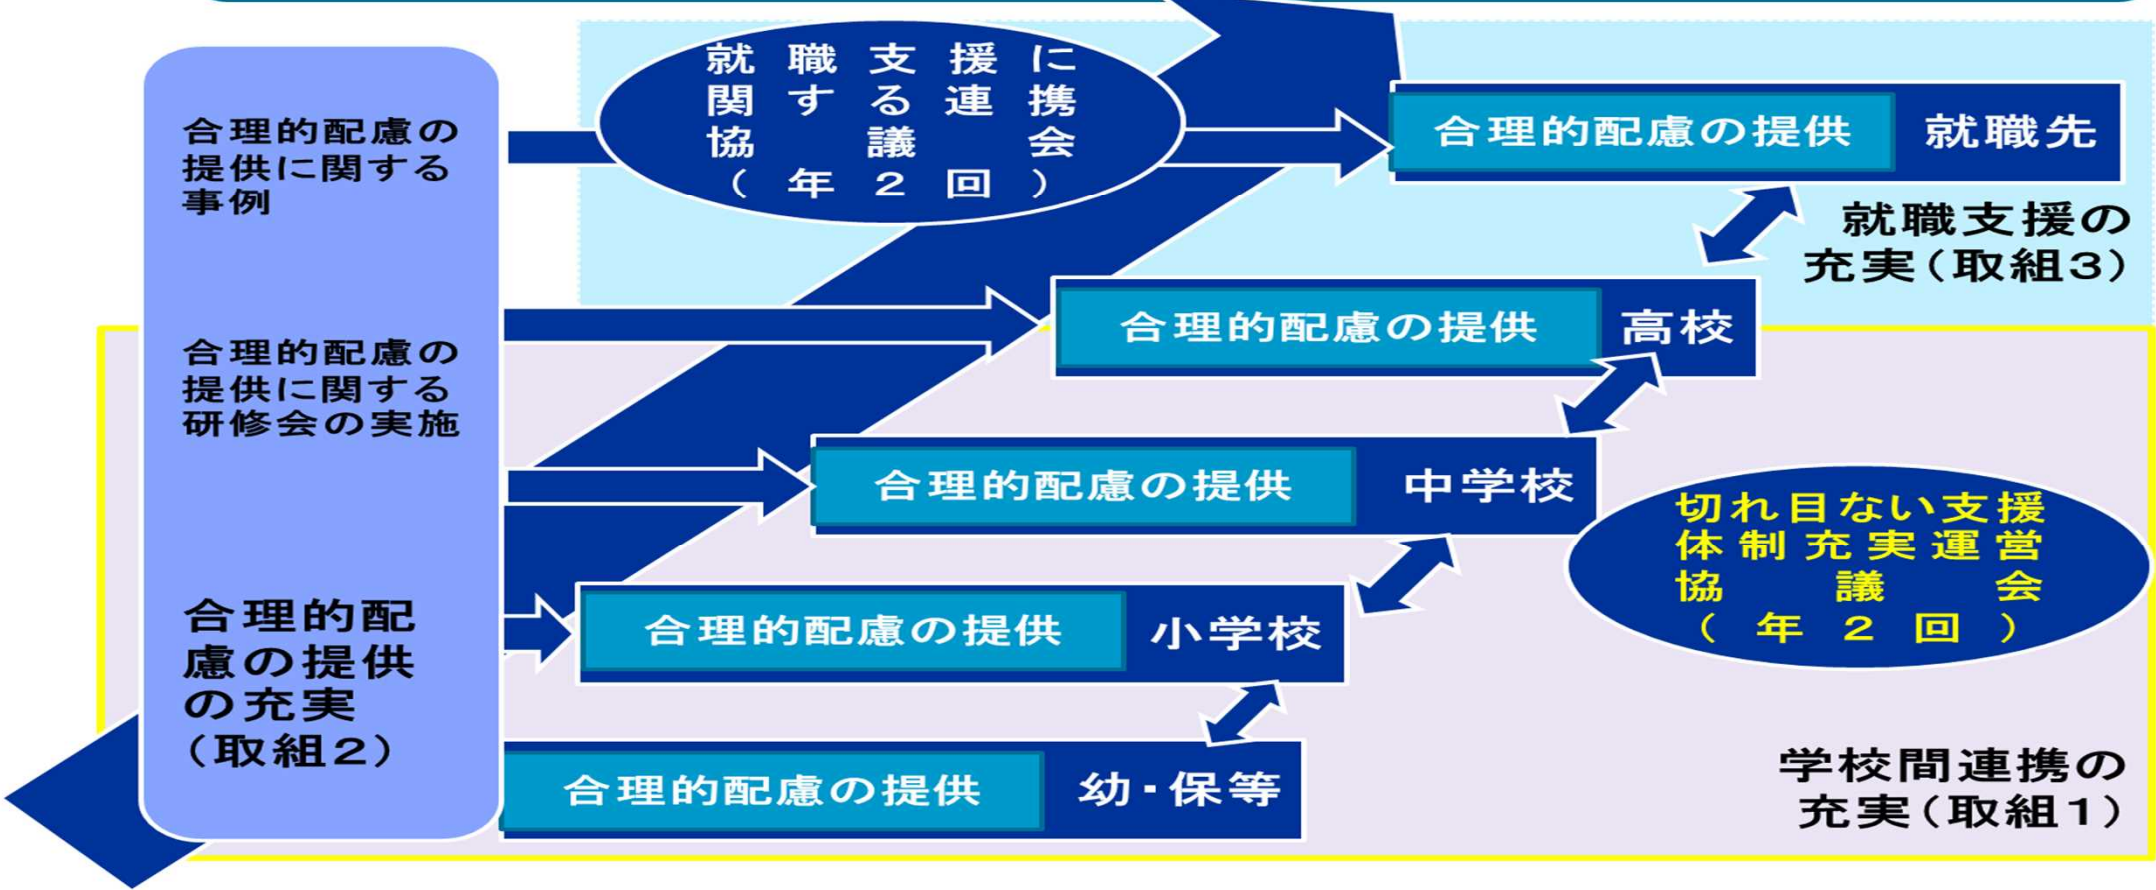 合理的配慮の
提供に関する
事例
合理的配慮の
提供に関する
研修会の実施
合理的配
慮の提供
の充実
（取組2）
就職支援に
関する連携
協議会
（年2回）
合理的配慮の提供 就職先
就職支援の
充実（取組3）
合理的配慮の提供 高校
合理的配慮の提供 中学校
切れ目ない支援
体制充実運営
協議会
（年2回）
合理的配慮の提供 小学校
合理的配慮の提供 幼・保等
学校間連携の
充実（取組1）